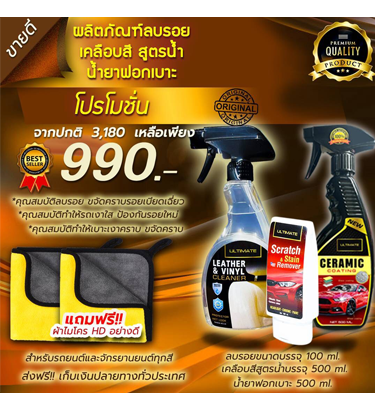 ขายดี
ผลิตภัณฑ์ลบรอย
เคลือบสี สูตรน้ำ
น้ำยาฟอกเบาะ
PREMIUM
QUALITY
PRODUCT
โปรโมชั่น
ORIGINAL
ORIGINAL
ORIGINAL
จากปกติ 3,180 เหลือเพียง
BEST
SELLER
990.-
*คุณสมบัติลบรอย ขจัดคราบรอยเบียดเฉี่ยว
*คุณสมบัติทำให้รถเงาใส ป้องกันรอยใหม่
*คุณสมบัติทำให้เบาะเงาคราบ ขจัดคราบ
ULTIMATE
LEATHER
& VINYL
CLEANER
ULTIMATE
Scratch
& Stain
Remover
ULTIMATE
NEW
CERAMIC
COATING
แถมฟรี!!
ผ้าไมโคร HD อย่างดี
สำหรับรถยนต์และจักรยานยนต์ทุกสี
ส่งฟรี!! เก็บเงินปลายทางทั่วประเทศ
ลบรอยขนาดบรรจุ 100 ml.
เคลือบสีสูตรน้ำบรรจุ 500 ml.
น้ำยาฟอกเบาะ 500 ml.